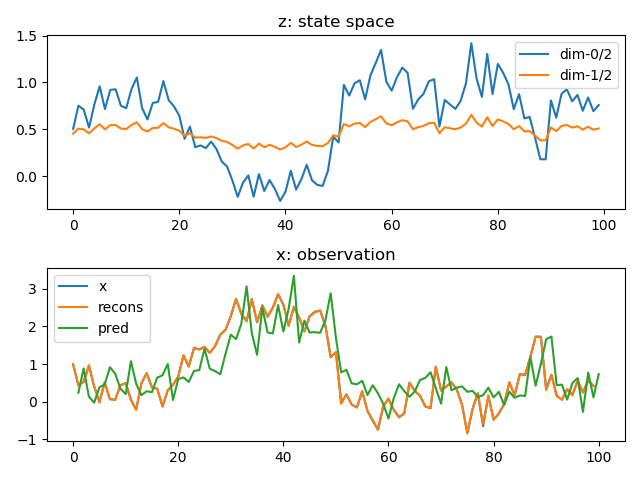 z: state space
1.5
1.0
0.5
0.0
dim-0/2
dim-1/2
0 20 40 60 80 100
x: observation
3
2
1
0
−1
x
recons
pred
0 20 40 60 80 100